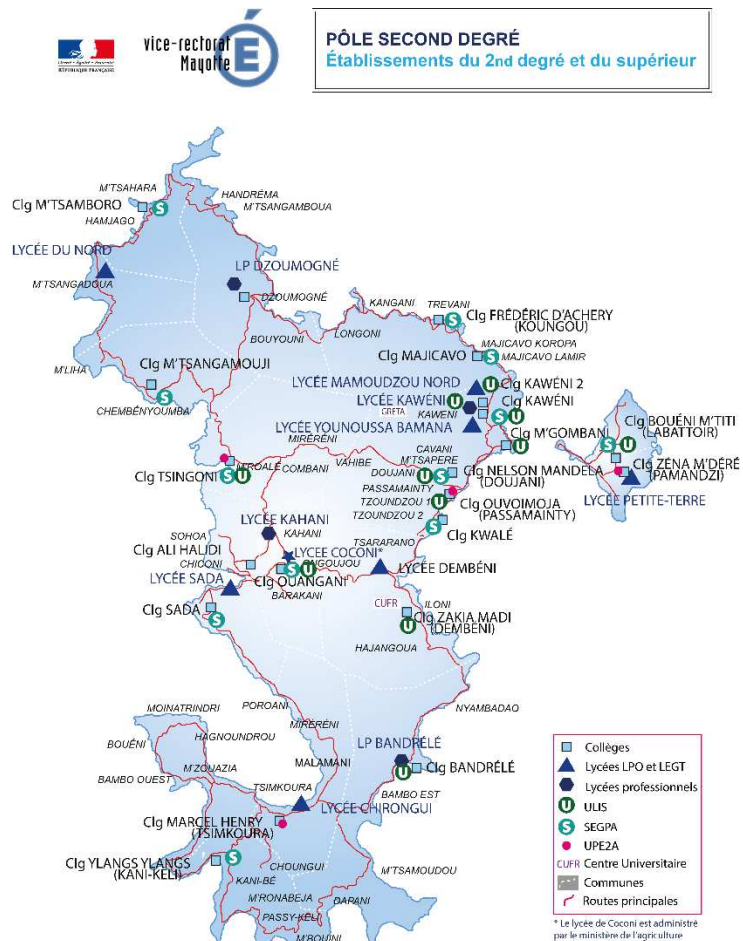 vice-rectorat
Mayotte
RÉPUBLIQUE FRANÇAISE
PÔLE SECOND DEGRÉ
Établissements du 2nd degré et du supérieur
M'TSAHARA
HANDRÉMA
Clg M'TSAMBORO
S
M'TSANGAMBOUA
HAMJAGO
LYCÉE DU NORD
LP DZOUMOGNÉ
M'TSANGADOUA
DZOUMOGNÉ
KANGANI
TREVANI
S
Clg FRÉDÉRIC D'ACHERY
(KOUNGOU)
LONGONI
BOUYOUNI
MAJICAVO KOROPA
Clg MAJICAVO
S
MAJICAVO LAMIR
M'LIHA
Clg M'TSANGAMOUJI
LYCÉE MAMOUDZOU NORD
U
Clg KAWÉNI 2
LYCÉE KAWÉNI
U
Clg KAWÉNI
S
CHEMBÉNYOUMBA
GRETA
KAWENI
S
U
LYCÉE YOUNOUSSA BAMANA
Clg BOUÉNI M'TITI
(LABATTOIR)
Clg M'GOMBANI
MIRÉRÉNI
U
S
U
CAVANI
M'TSAPERE
VAHIBE
COMBANI
M'ROALÉ
Clg ZÉNA M'DÉRÉ
(PAMANDZI)
Clg TSINGONI
S
U
DOUJANI
U
S
Clg NELSON MANDELA
(DOUJANI)
LYCÉE PETITE-TERRE
PASSAMAINTY
TZOUNDZOU 1
U
Clg OUVOIMOJA
(PASSAMAINTY)
TZOUNDZOU 2
LYCÉE KAHANI
S
Clg KWALÉ
SOHOA
KAHANI
TSARARANO
Clg ALI HALIDI
LYCEE COCONI*
CHICONI
ONGOUJOU
LYCÉE DEMBÉNI
LYCÉE SADA
Clg OUANGANI
S
U
BARAKANI
CUFR
ILONI
Clg SADA
S
Clg ZAKIA MADI
(DEMBENI)
U
HAJANGOUA
POROANI
NYAMBADAO
MOINATRINDRI
MIRÉRÉNI
HAGNOUNDROU
BOUÉNI
LP BANDRÉLÉ
MALAMANI
M'ZOUAZIA
U
Clg BANDRÉLÉ
BAMBO OUEST
TSIMKOURA
BAMBO EST
LYCÉE CHIRONGUI
Clg MARCEL HENRY
(TSIMKOURA)
Clg YLANGS YLANGS
(KANI-KELI)
S
CHOUNGUI
M'TSAMOUDOU
KANI-BÉ
M'RONABEJA
DAPANI
PASSY-KÉLI
M'BOUINI
Collèges
Lycées LPO et LEGT
Lycées professionnels
U ULIS
S SEGPA
UPE2A
CUFR Centre Universitaire
Communes
Routes principales
* Le lycée de Coconi est administré
par le ministère de l'agriculture